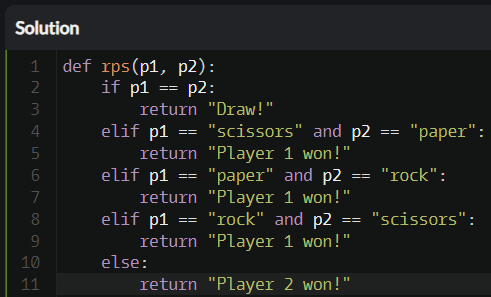 Solution
1 def rps(p1, p2):
2     if p1 == p2:
3         return "Draw!"
4     elif p1 == "scissors" and p2 == "paper":
5         return "Player 1 won!"
6     elif p1 == "paper" and p2 == "rock":
7         return "Player 1 won!"
8     elif p1 == "rock" and p2 == "scissors":
9         return "Player 1 won!"
10     else:
11         return "Player 2 won!"